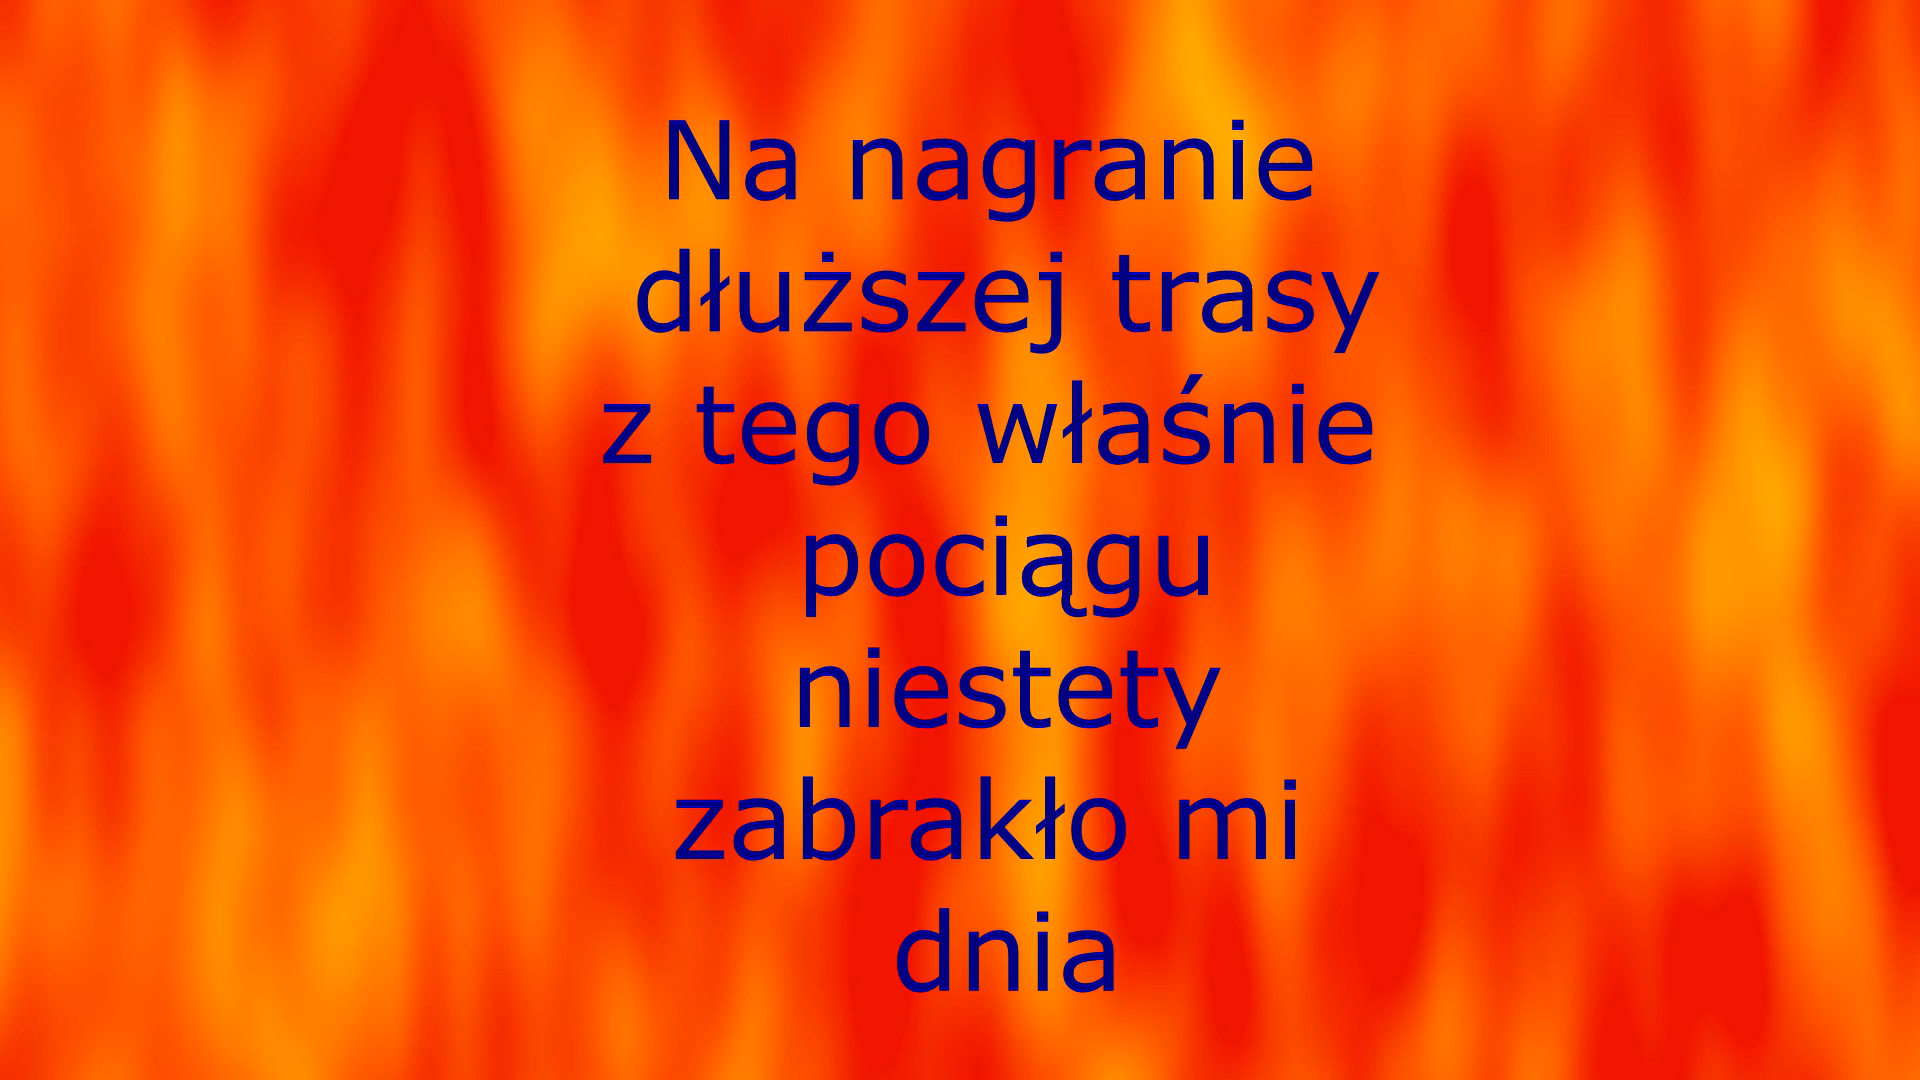 Na nagranie
dłuższej trasy
z tego właśnie
pociągu
niestety
zabrakło mi
dnia